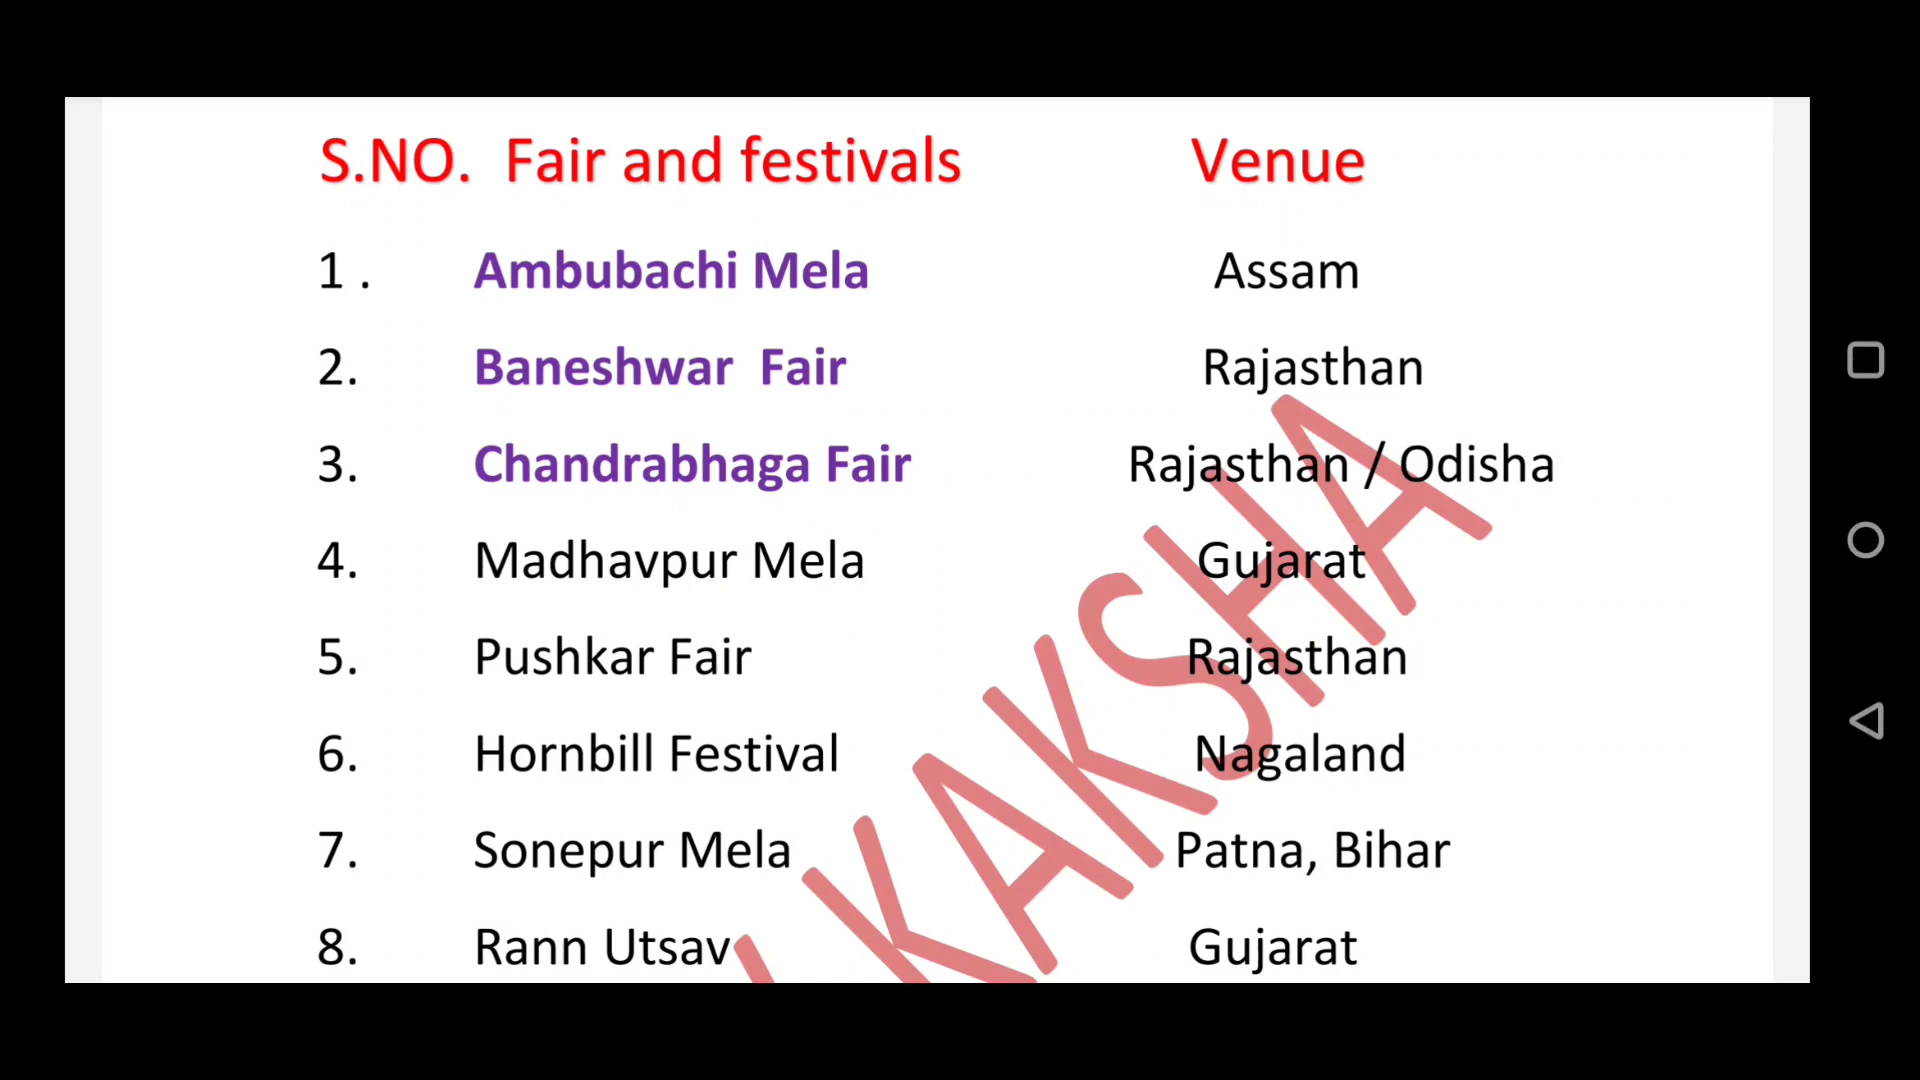 S.NO. Fair and festivals Venue
1 . Ambubachi Mela Assam
2. Baneshwar Fair Rajasthan
3. Chandrabhaga Fair Rajasthan / Odisha
4. Madhavpur Mela Gujarat
5. Pushkar Fair Rajasthan
6. Hornbill Festival Nagaland
7. Sonepur Mela Patna, Bihar
8. Rann Utsav Gujarat
KAKSHA